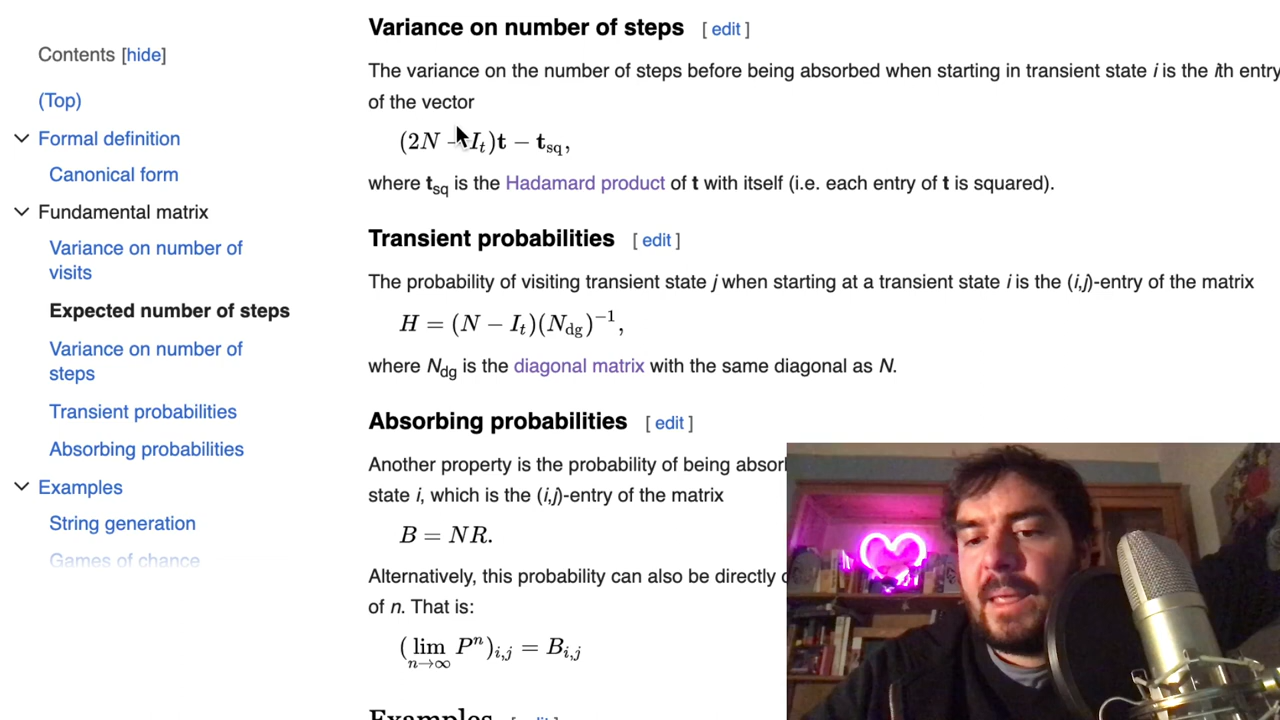 Contents [hide]
(Top)
Formal definition
Canonical form
Fundamental matrix
Variance on number of
visits
Expected number of steps
Variance on number of
steps
Transient probabilities
Absorbing probabilities
Examples
String generation
Games of chance
Variance on number of steps [ edit ]
The variance on the number of steps before being absorbed when starting in transient state i is the ith entry
of the vector
(2N − I_t)t − t_sq,
where t_sq is the Hadamard product of t with itself (i.e. each entry of t is squared).
Transient probabilities [ edit ]
The probability of visiting transient state j when starting at a transient state i is the (i,j)-entry of the matrix
H = (N − I_t)(N_dg)^−1,
where N_dg is the diagonal matrix with the same diagonal as N.
Absorbing probabilities [ edit ]
Another property is the probability of being
state i, which is the (i,j)-entry of the matrix
B = NR.
Alternatively, this probability can also be directly
of n. That is:
(lim n→∞ P^n)_i,j = B_i,j
Examples